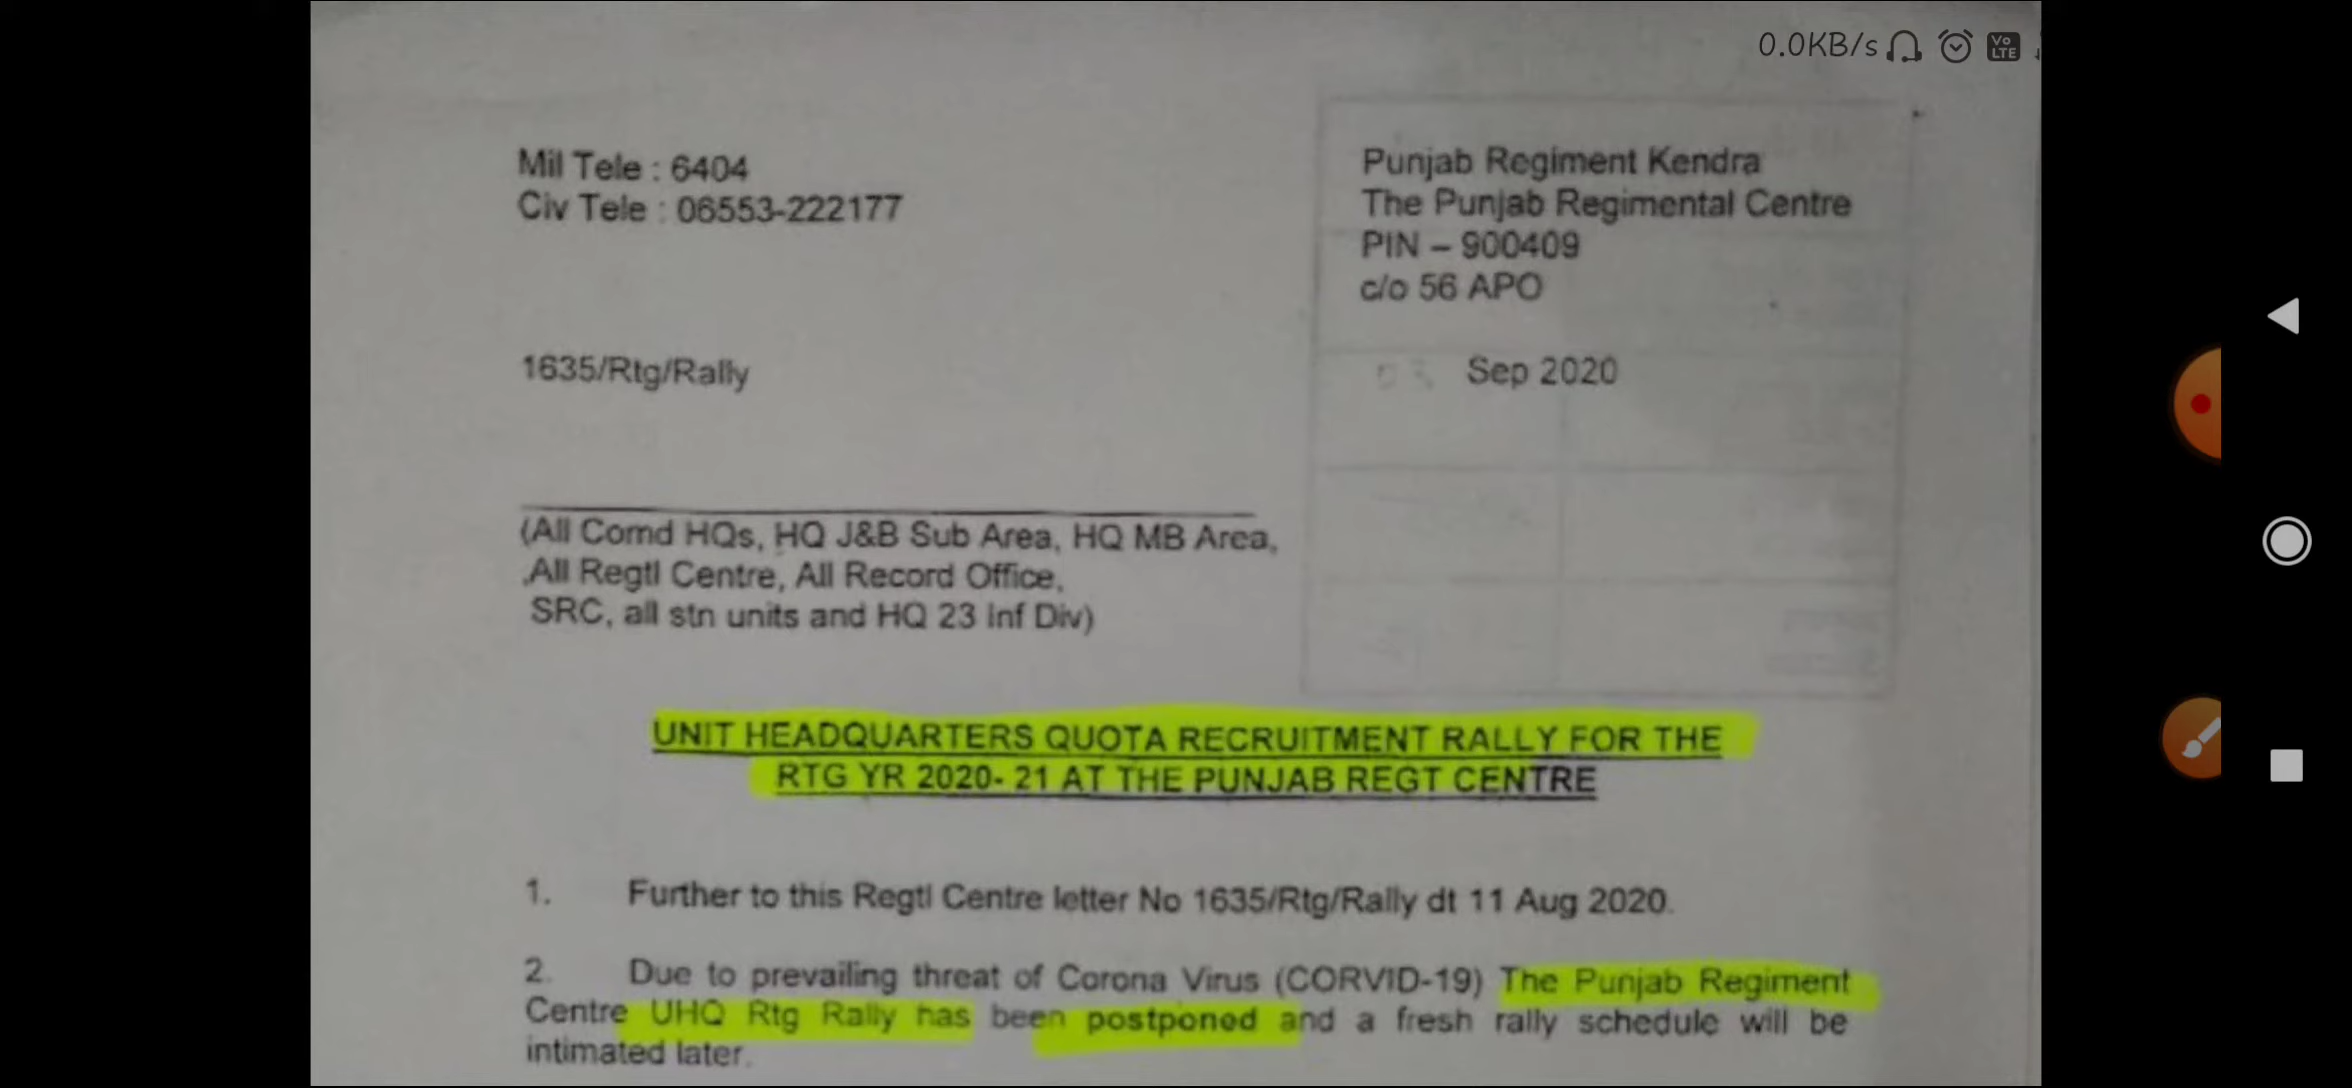 0.0KB/s
Vo
LTE
Mil Tele : 6404
Civ Tele : 06553-222177
Punjab Regiment Kendra
The Punjab Regimental Centre
PIN – 900409
c/o 56 APO
1635/Rtg/Rally
Sep 2020
(All Comd HQs, HQ J&B Sub Area, HQ MB Area,
,All Regtl Centre, All Record Office,
SRC, all stn units and HQ 23 Inf Div)
UNIT HEADQUARTERS QUOTA RECRUITMENT RALLY FOR THE
RTG YR 2020- 21 AT THE PUNJAB REGT CENTRE
1. Further to this Regtl Centre letter No 1635/Rtg/Rally dt 11 Aug 2020.
2. Due to prevailing threat of Corona Virus (CORVID-19) The Punjab Regiment
Centre UHQ Rtg Rally has been postponed and a fresh rally schedule will be
intimated later.